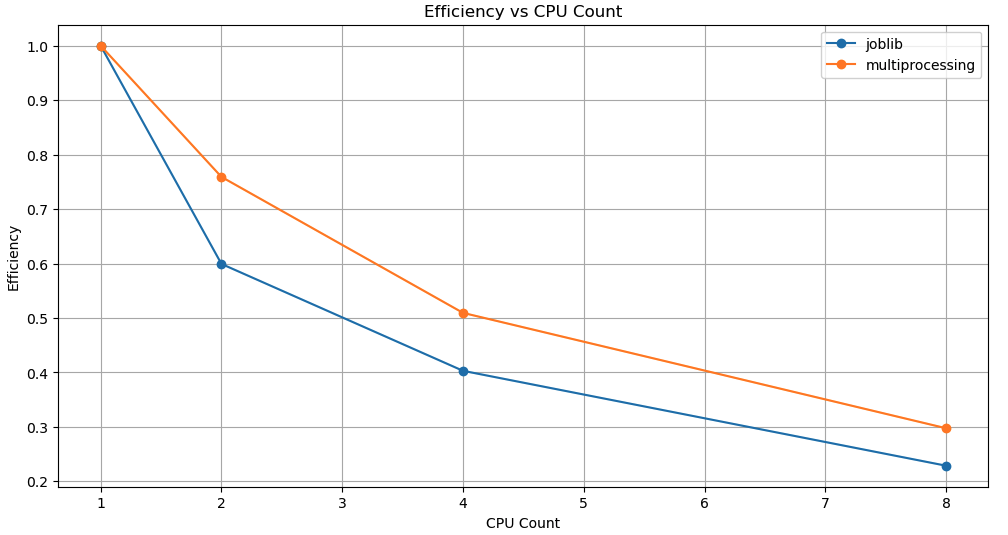 Efficiency vs CPU Count
joblib
multiprocessing
1.0
0.9
0.8
0.7
0.6
0.5
0.4
0.3
0.2
Efficiency
1 2 3 4 5 6 7 8
CPU Count